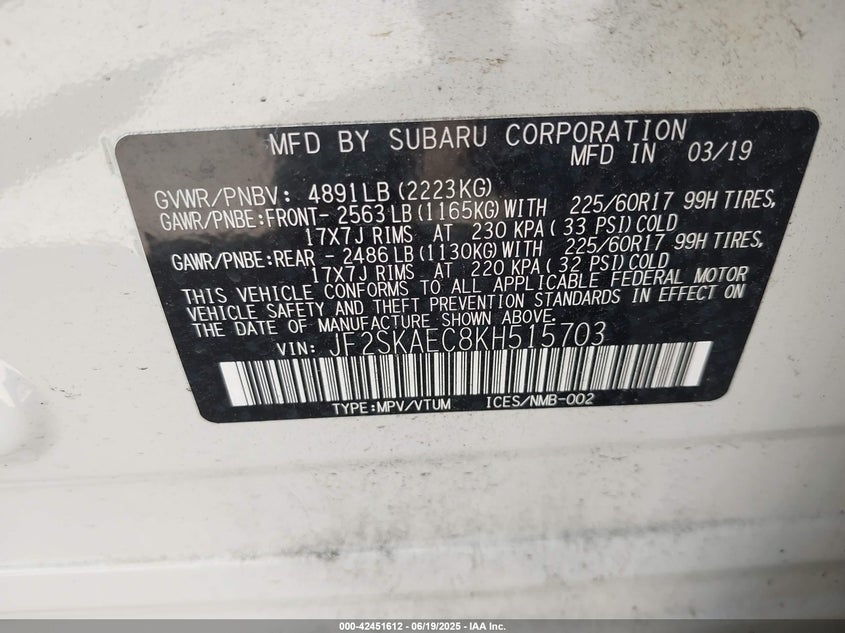 MFD BY SUBARU CORPORATION
MFD IN 03/19
GVWR/PNBV: 4891LB (2223KG)
GAWR/PNBE:FRONT- 2563 LB (1165KG) WITH 225/60R17 99H TIRES,
17X7J RIMS AT 230 KPA ( 33 PSI) COLD
GAWR/PNBE:REAR - 2486 LB (1130KG) WITH 225/60R17 99H TIRES,
17X7J RIMS AT 220 KPA ( 32 PSI) COLD
THIS VEHICLE CONFORMS TO ALL APPLICABLE FEDERAL MOTOR
VEHICLE SAFETY AND THEFT PREVENTION STANDARDS IN EFFECT ON
THE DATE OF MANUFACTURE SHOWN ABOVE.
VIN: JF2SKAEC8KH515703
TYPE:MPV/VTUM ICES/NMB-002
000-42451612 - 06/19/2025 - IAA Inc.